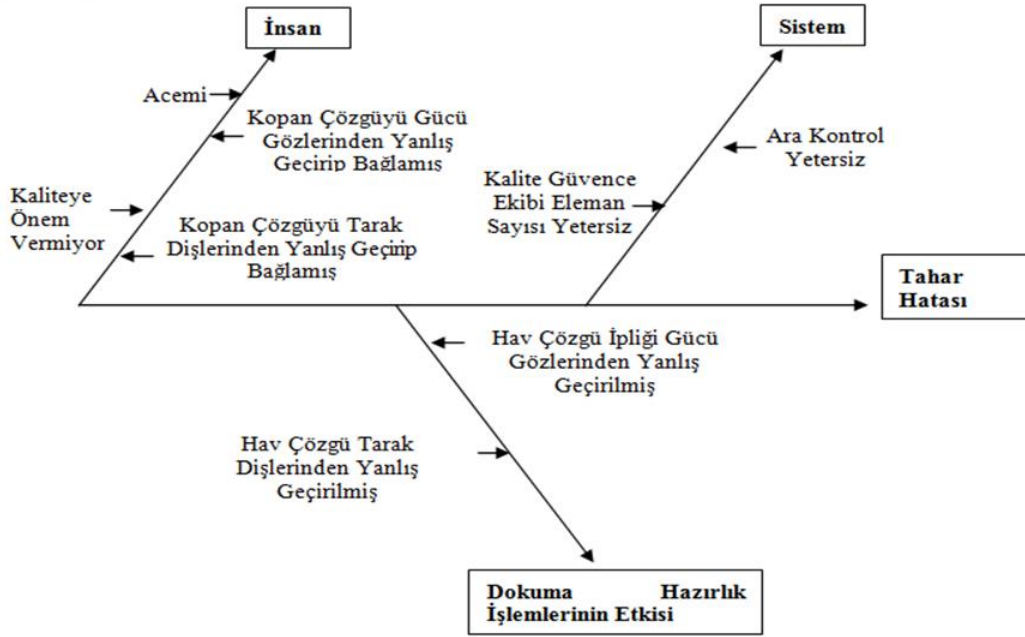 İnsan
Sistem
Acemi
Kopan Çözgüyü Gücü
Gözlerinden Yanlış
Geçirip Bağlamış
Ara Kontrol
Yetersiz
Kalite Güvence
Ekibi Eleman
Sayısı Yetersiz
Kaliteye
Önem
Vermiyor
Kopan Çözgüyü Tarak
Dişlerinden Yanlış Geçirip
Bağlamış
Tahar
Hatası
Hav Çözgü İpliği Gücü
Gözlerinden Yanlış
Geçirilmiş
Hav Çözgü Tarak
Dişlerinden Yanlış
Geçirilmiş
Dokuma Hazırlık
İşlemlerinin Etkisi